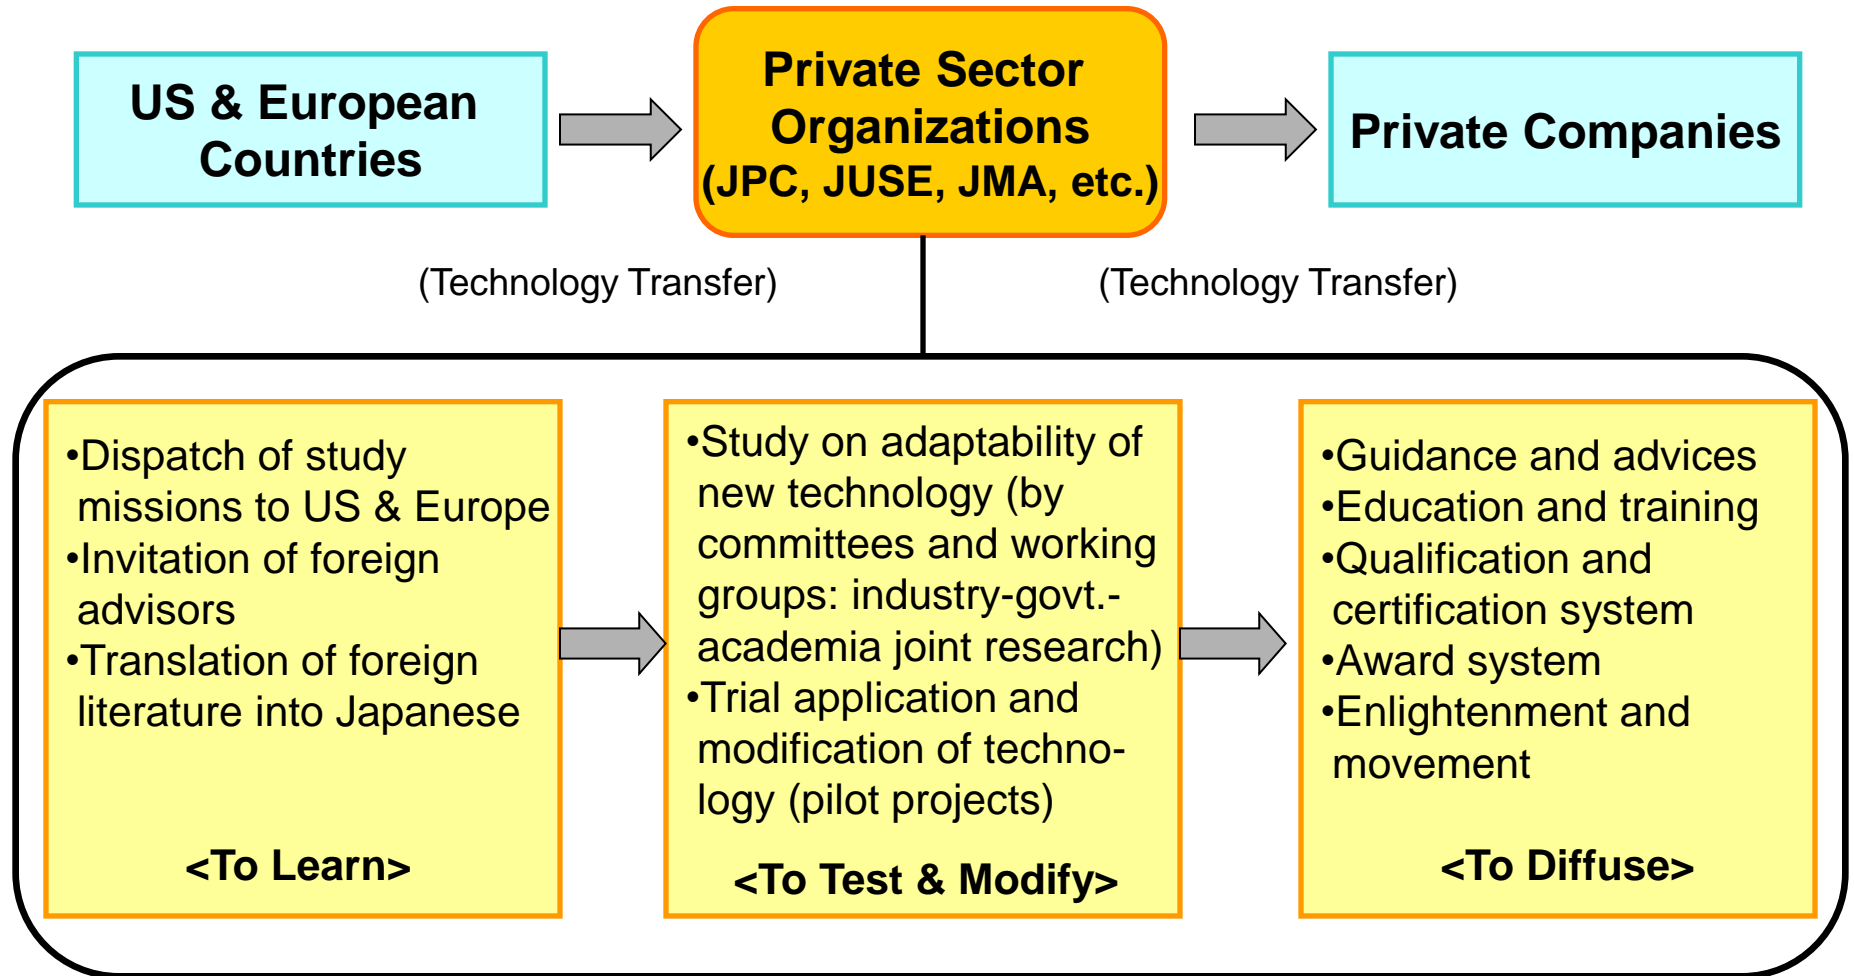 US & European
Countries
Private Sector
Organizations
(JPC, JUSE, JMA, etc.)
Private Companies
(Technology Transfer)
(Technology Transfer)
•Dispatch of study
missions to US & Europe
•Invitation of foreign
advisors
•Translation of foreign
literature into Japanese
<To Learn>
•Study on adaptability of
new technology (by
committees and working
groups: industry-govt.-
academia joint research)
•Trial application and
modification of techno-
logy (pilot projects)
<To Test & Modify>
•Guidance and advices
•Education and training
•Qualification and
certification system
•Award system
•Enlightenment and
movement
<To Diffuse>